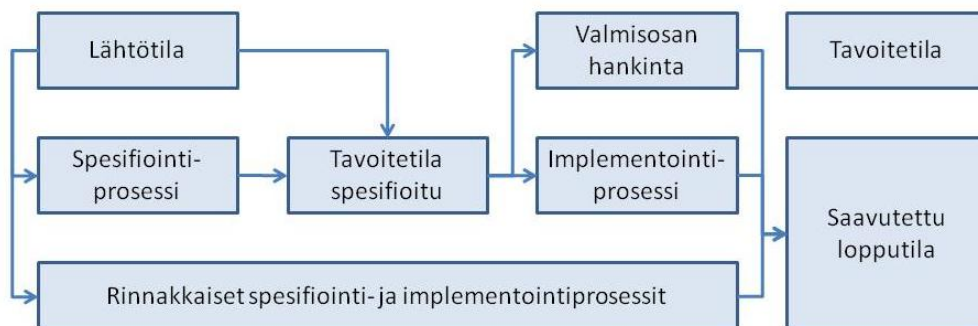 Lähtötila
Valmisosan
hankinta
Tavoitetila
Spesifiointi-
prosessi
Tavoitetila
spesifioitu
Implementointi-
prosessi
Saavutettu
lopputila
Rinnakkaiset spesifiointi- ja implementointiprosessit